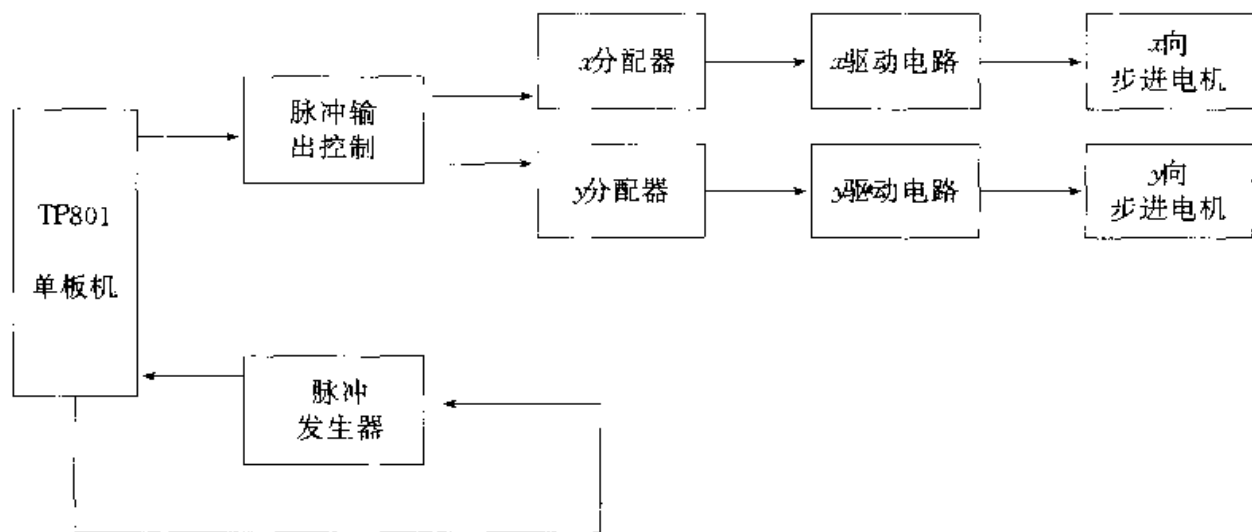 x分配器
x驱动电路
x向
步进电机
脉冲输
出控制
y分配器
y驱动电路
y向
步进电机
TP801
单板机
脉冲
发生器